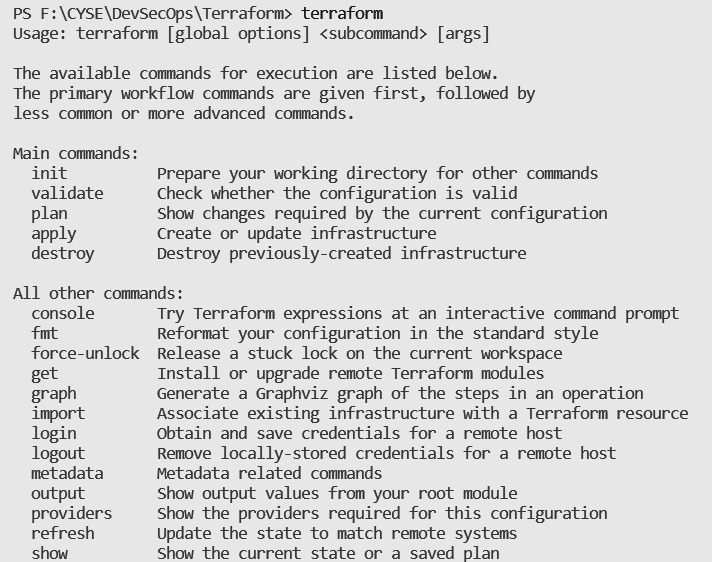 PS F:\CYSE\DevSecOps\Terraform> terraform
Usage: terraform [global options] <subcommand> [args]

The available commands for execution are listed below.
The primary workflow commands are given first, followed by
less common or more advanced commands.

Main commands:
  init          Prepare your working directory for other commands
  validate      Check whether the configuration is valid
  plan          Show changes required by the current configuration
  apply         Create or update infrastructure
  destroy       Destroy previously-created infrastructure

All other commands:
  console       Try Terraform expressions at an interactive command prompt
  fmt           Reformat your configuration in the standard style
  force-unlock  Release a stuck lock on the current workspace
  get           Install or upgrade remote Terraform modules
  graph         Generate a Graphviz graph of the steps in an operation
  import        Associate existing infrastructure with a Terraform resource
  login         Obtain and save credentials for a remote host
  logout        Remove locally-stored credentials for a remote host
  metadata      Metadata related commands
  output        Show output values from your root module
  providers     Show the providers required for this configuration
  refresh       Update the state to match remote systems
  show          Show the current state or a saved plan